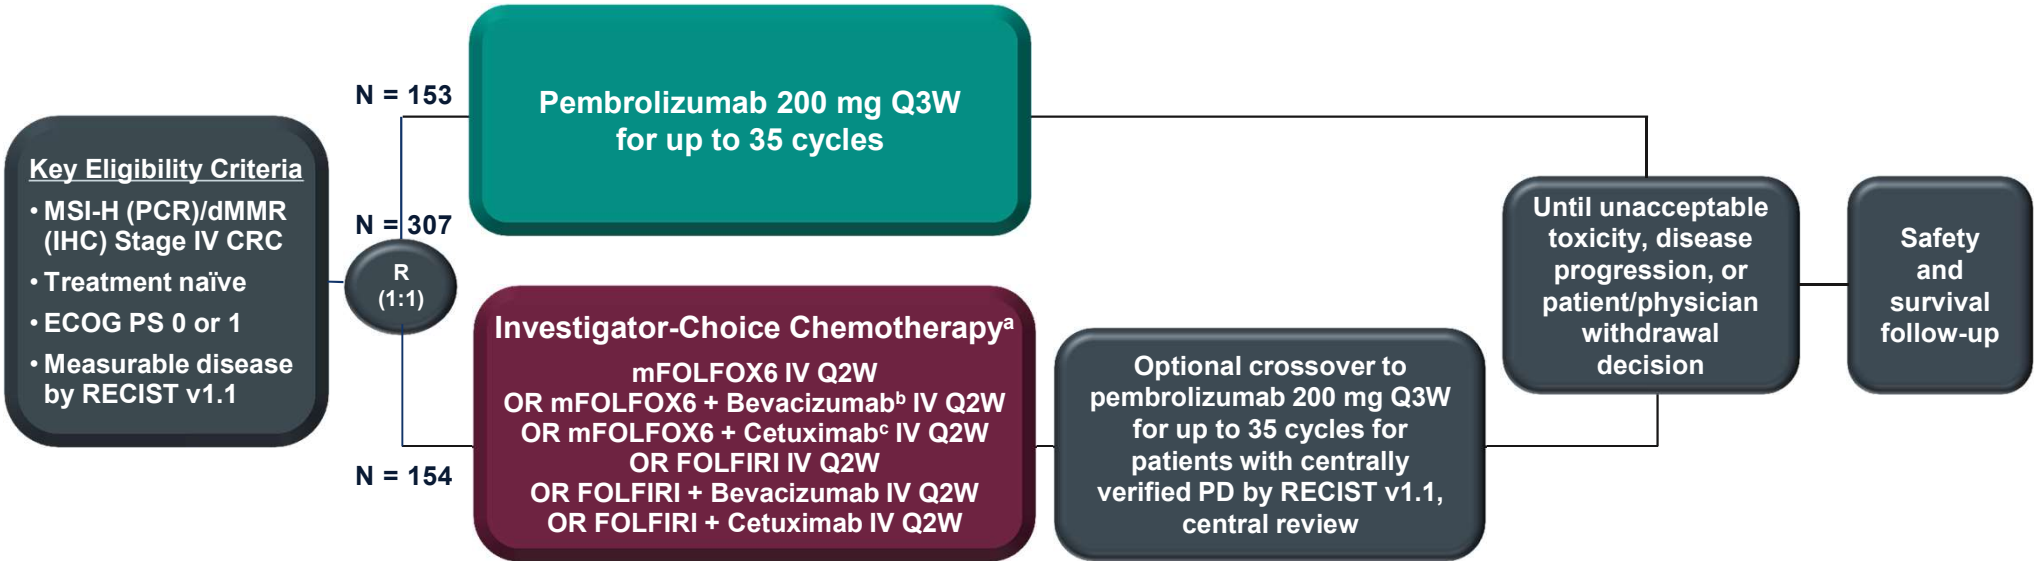 Key Eligibility Criteria
• MSI-H (PCR)/dMMR
(IHC) Stage IV CRC
• Treatment naïve
• ECOG PS 0 or 1
• Measurable disease
by RECIST v1.1
N = 307
R
(1:1)
N = 153
Pembrolizumab 200 mg Q3W
for up to 35 cycles
N = 154
Investigator-Choice Chemotherapyᵃ
mFOLFOX6 IV Q2W
OR mFOLFOX6 + Bevacizumabᵇ IV Q2W
OR mFOLFOX6 + Cetuximabᶜ IV Q2W
OR FOLFIRI IV Q2W
OR FOLFIRI + Bevacizumab IV Q2W
OR FOLFIRI + Cetuximab IV Q2W
Optional crossover to
pembrolizumab 200 mg Q3W
for up to 35 cycles for
patients with centrally
verified PD by RECIST v1.1,
central review
Until unacceptable
toxicity, disease
progression, or
patient/physician
withdrawal
decision
Safety
and
survival
follow-up